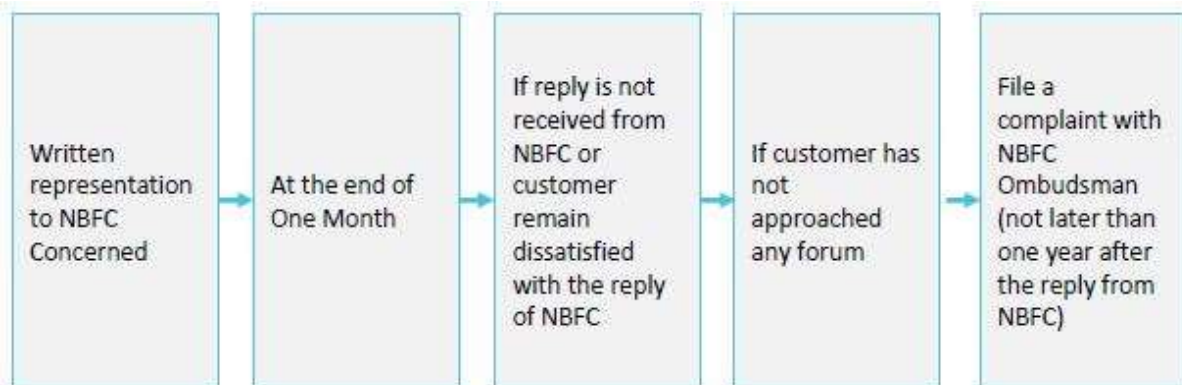 Written
representation
to NBFC
Concerned
At the end of
One Month
If reply is not
received from
NBFC or
customer
remain
dissatisfied
with the reply
of NBFC
If customer has
not
approached
any forum
File a
complaint with
NBFC
Ombudsman
(not later than
one year after
the reply from
NBFC)